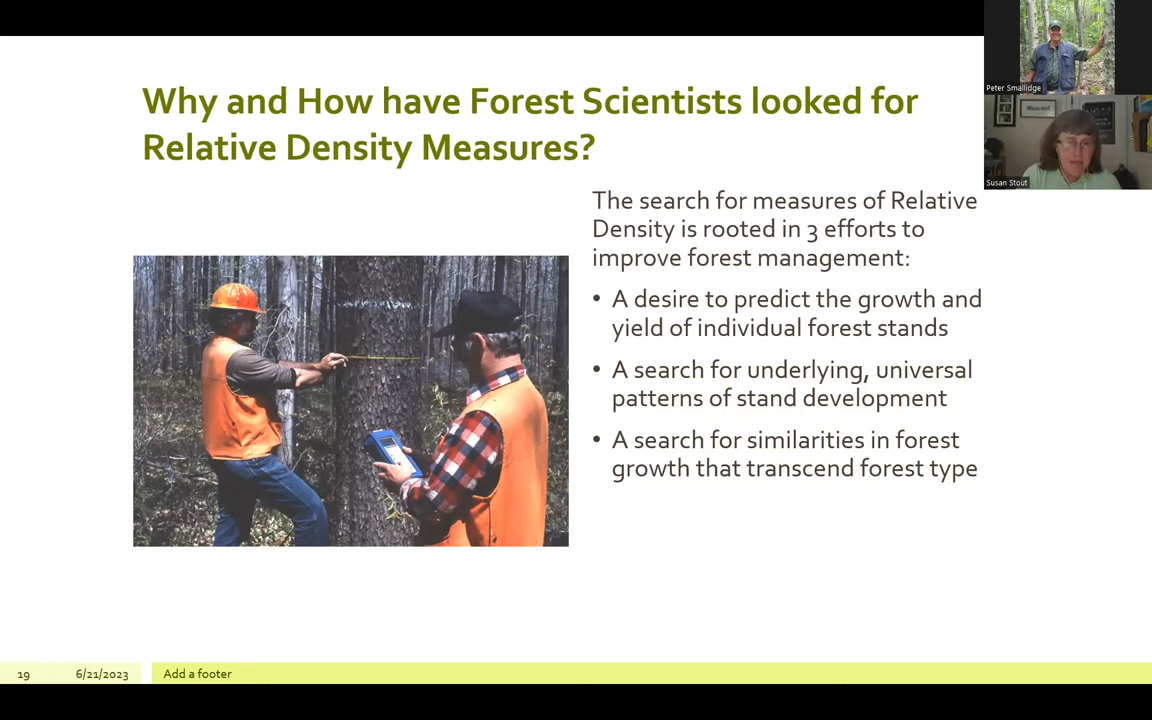 Why and How have Forest Scientists looked for
Relative Density Measures?
Peter Smallidge
Susan Stout
The search for measures of Relative
Density is rooted in 3 efforts to
improve forest management:
• A desire to predict the growth and
yield of individual forest stands
• A search for underlying, universal
patterns of stand development
• A search for similarities in forest
growth that transcend forest type
19 6/21/2023 Add a footer